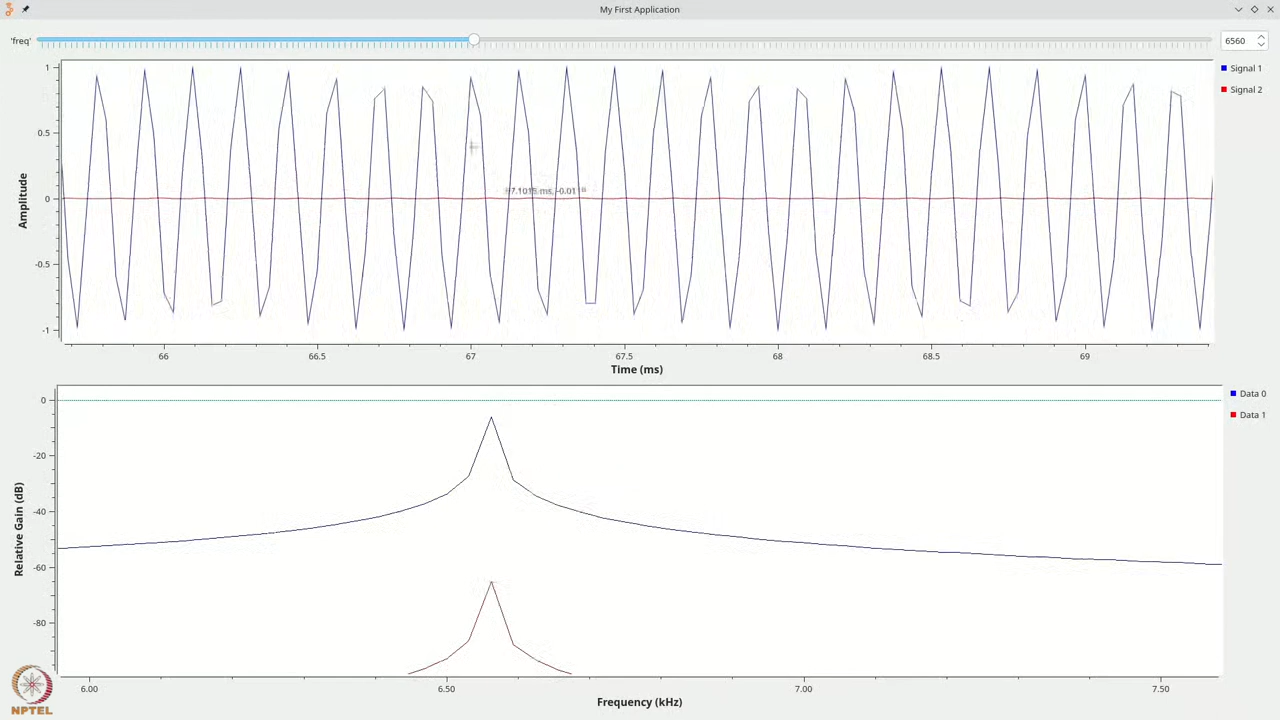 My First Application
'freq'
6560
Signal 1
Signal 2
1
0.5
0
-0.5
-1
Amplitude
66
66.5
67
67.5
68
68.5
69
Time (ms)
Data 0
Data 1
0
-20
-40
-60
-80
Relative Gain (dB)
6.00
6.50
7.00
7.50
Frequency (kHz)
NPTEL